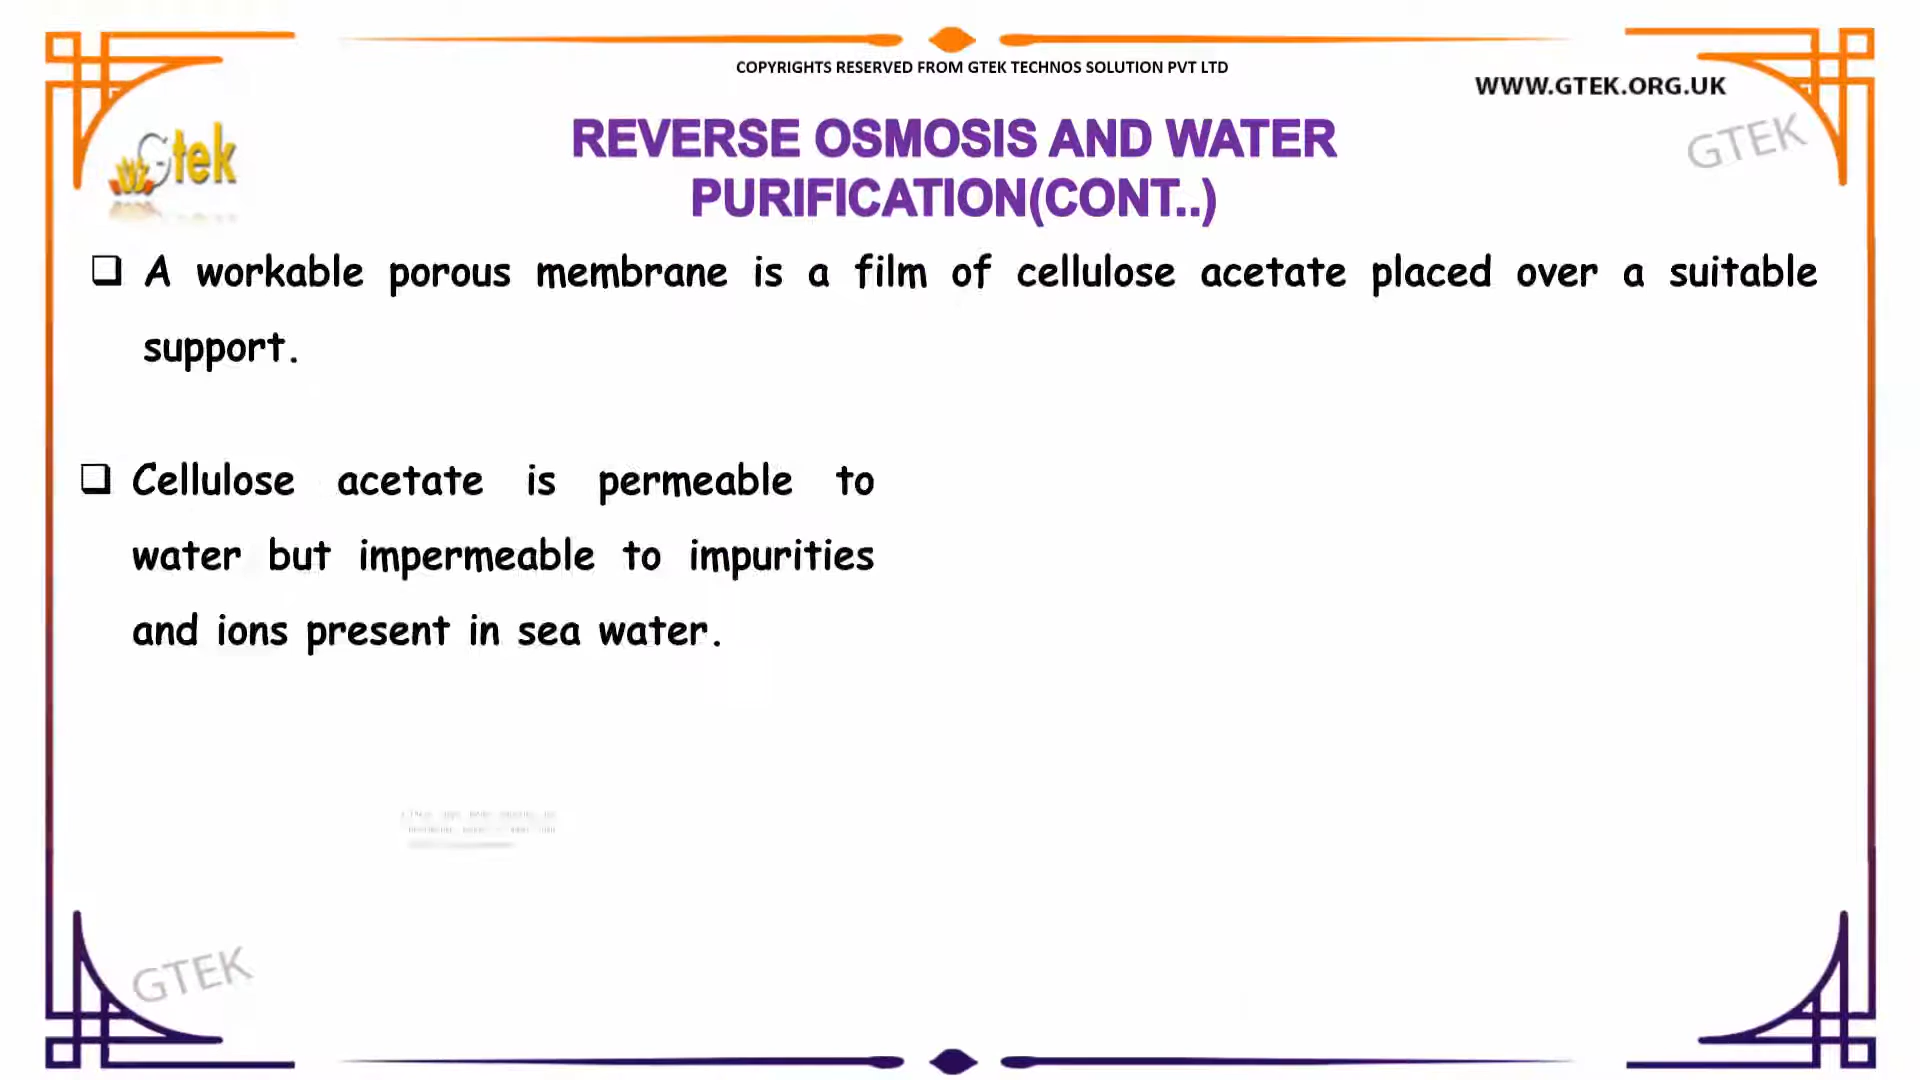 COPYRIGHTS RESERVED FROM GTEK TECHNOS SOLUTION PVT LTD
WWW.GTEK.ORG.UK
Gtek
GTEK
REVERSE OSMOSIS AND WATER
PURIFICATION(CONT..)
❑ A workable porous membrane is a film of cellulose acetate placed over a suitable
support.
❑ Cellulose acetate is permeable to
water but impermeable to impurities
and ions present in sea water.
GTEK